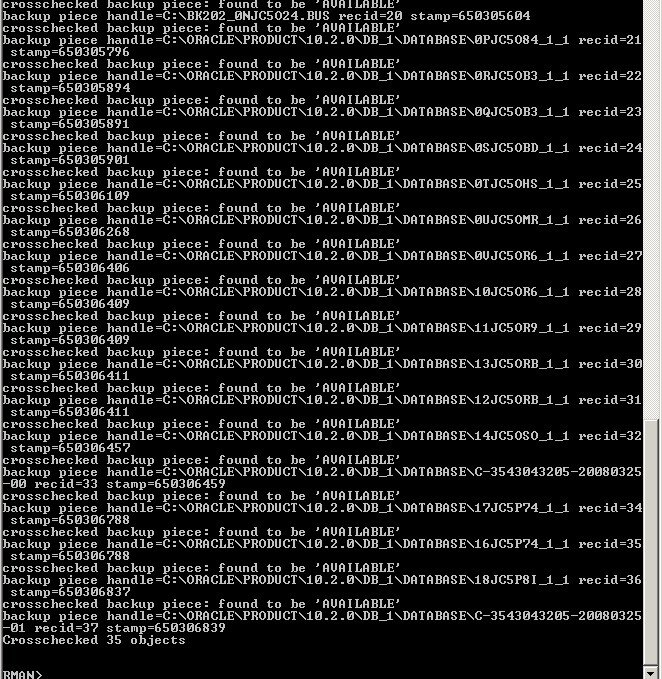 crosschecked backup piece: found to be 'AVAILABLE'
backup piece handle=C:\BK202_0NJC5O24.BUS recid=20 stamp=650305604
crosschecked backup piece: found to be 'AVAILABLE'
backup piece handle=C:\ORACLE\PRODUCT\10.2.0\DB_1\DATABASE\0PJC5O84_1_1 recid=21
 stamp=650305796
crosschecked backup piece: found to be 'AVAILABLE'
backup piece handle=C:\ORACLE\PRODUCT\10.2.0\DB_1\DATABASE\0RJC5OB3_1_1 recid=22
 stamp=650305894
crosschecked backup piece: found to be 'AVAILABLE'
backup piece handle=C:\ORACLE\PRODUCT\10.2.0\DB_1\DATABASE\0QJC5OB3_1_1 recid=23
 stamp=650305891
crosschecked backup piece: found to be 'AVAILABLE'
backup piece handle=C:\ORACLE\PRODUCT\10.2.0\DB_1\DATABASE\0SJC5OBD_1_1 recid=24
 stamp=650305901
crosschecked backup piece: found to be 'AVAILABLE'
backup piece handle=C:\ORACLE\PRODUCT\10.2.0\DB_1\DATABASE\0TJC5OHS_1_1 recid=25
 stamp=650306109
crosschecked backup piece: found to be 'AVAILABLE'
backup piece handle=C:\ORACLE\PRODUCT\10.2.0\DB_1\DATABASE\0UJC5OMR_1_1 recid=26
 stamp=650306268
crosschecked backup piece: found to be 'AVAILABLE'
backup piece handle=C:\ORACLE\PRODUCT\10.2.0\DB_1\DATABASE\0VJC5OR6_1_1 recid=27
 stamp=650306406
crosschecked backup piece: found to be 'AVAILABLE'
backup piece handle=C:\ORACLE\PRODUCT\10.2.0\DB_1\DATABASE\10JC5OR6_1_1 recid=28
 stamp=650306409
crosschecked backup piece: found to be 'AVAILABLE'
backup piece handle=C:\ORACLE\PRODUCT\10.2.0\DB_1\DATABASE\11JC5OR9_1_1 recid=29
 stamp=650306409
crosschecked backup piece: found to be 'AVAILABLE'
backup piece handle=C:\ORACLE\PRODUCT\10.2.0\DB_1\DATABASE\13JC5ORB_1_1 recid=30
 stamp=650306411
crosschecked backup piece: found to be 'AVAILABLE'
backup piece handle=C:\ORACLE\PRODUCT\10.2.0\DB_1\DATABASE\12JC5ORB_1_1 recid=31
 stamp=650306411
crosschecked backup piece: found to be 'AVAILABLE'
backup piece handle=C:\ORACLE\PRODUCT\10.2.0\DB_1\DATABASE\14JC5OSO_1_1 recid=32
 stamp=650306457
crosschecked backup piece: found to be 'AVAILABLE'
backup piece handle=C:\ORACLE\PRODUCT\10.2.0\DB_1\DATABASE\C-3543043205-20080325
-00 recid=33 stamp=650306459
crosschecked backup piece: found to be 'AVAILABLE'
backup piece handle=C:\ORACLE\PRODUCT\10.2.0\DB_1\DATABASE\17JC5P74_1_1 recid=34
 stamp=650306788
crosschecked backup piece: found to be 'AVAILABLE'
backup piece handle=C:\ORACLE\PRODUCT\10.2.0\DB_1\DATABASE\16JC5P74_1_1 recid=35
 stamp=650306788
crosschecked backup piece: found to be 'AVAILABLE'
backup piece handle=C:\ORACLE\PRODUCT\10.2.0\DB_1\DATABASE\18JC5P8I_1_1 recid=36
 stamp=650306837
crosschecked backup piece: found to be 'AVAILABLE'
backup piece handle=C:\ORACLE\PRODUCT\10.2.0\DB_1\DATABASE\C-3543043205-20080325
-01 recid=37 stamp=650306839
Crosschecked 35 objects
RMAN>